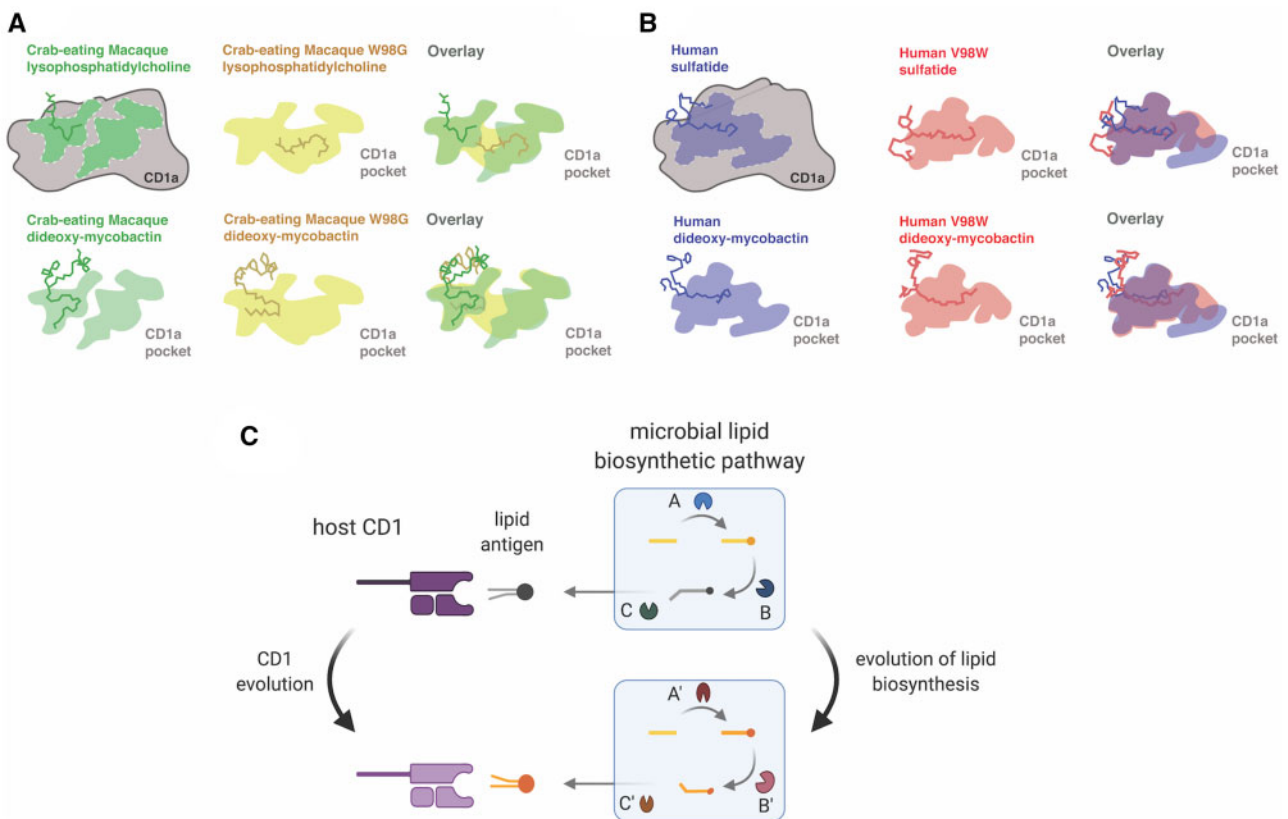 A
Crab-eating Macaque
lysophosphatidylcholine
Crab-eating Macaque W98G
lysophosphatidylcholine
Overlay
CD1a
CD1a
pocket
CD1a
pocket
Crab-eating Macaque
dideoxy-mycobactin
Crab-eating Macaque W98G
dideoxy-mycobactin
Overlay
CD1a
pocket
CD1a
pocket
CD1a
pocket
B
Human
sulfatide
Human V98W
sulfatide
Overlay
CD1a
CD1a
pocket
CD1a
pocket
Human
dideoxy-mycobactin
Human V98W
dideoxy-mycobactin
Overlay
CD1a
pocket
CD1a
pocket
CD1a
pocket
C
microbial lipid
biosynthetic pathway
host CD1
lipid
antigen
A
C
B
CD1
evolution
evolution of lipid
biosynthesis
A'
C'
B'